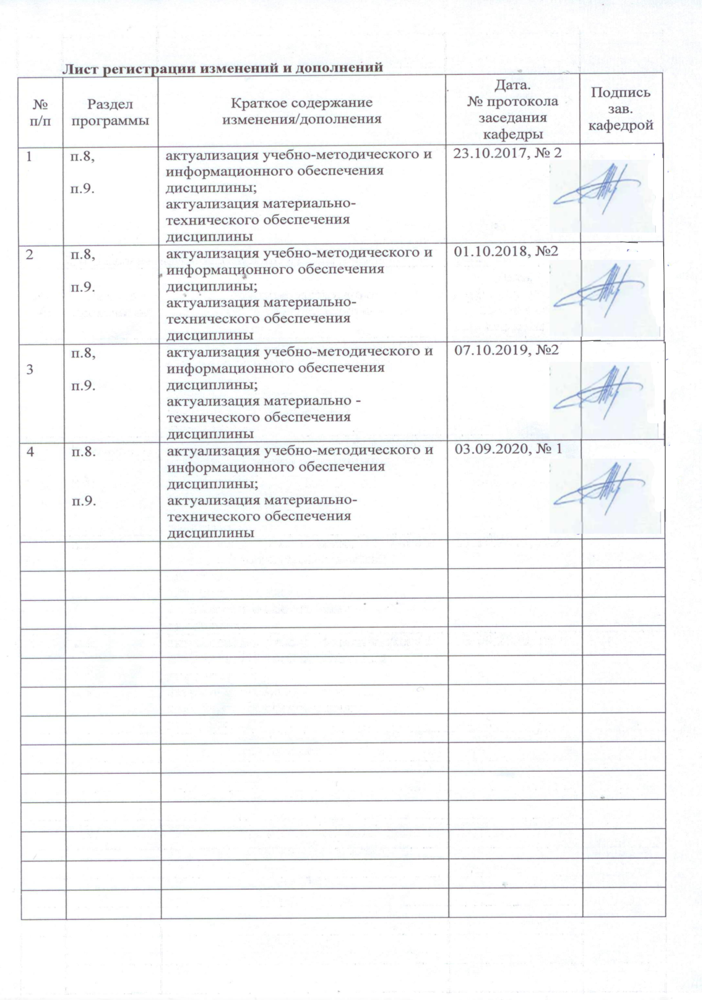 Лист регистрации изменений и дополнений
№
п/п
Раздел
программы
Краткое содержание
изменения/дополнения
Дата.
№ протокола
заседания
кафедры
Подпись
зав.
кафедрой
1
п.8,
п.9.
актуализация учебно-методического и
информационного обеспечения
дисциплины;
актуализация материально-
технического обеспечения
дисциплины
23.10.2017, № 2
2
п.8,
п.9.
актуализация учебно-методического и
информационного обеспечения
дисциплины;
актуализация материально-
технического обеспечения
дисциплины
01.10.2018, №2
3
п.8,
п.9.
актуализация учебно-методического и
информационного обеспечения
дисциплины;
актуализация материально -
технического обеспечения
дисциплины
07.10.2019, №2
4
п.8.
п.9.
актуализация учебно-методического и
информационного обеспечения
дисциплины;
актуализация материально-
технического обеспечения
дисциплины
03.09.2020, № 1